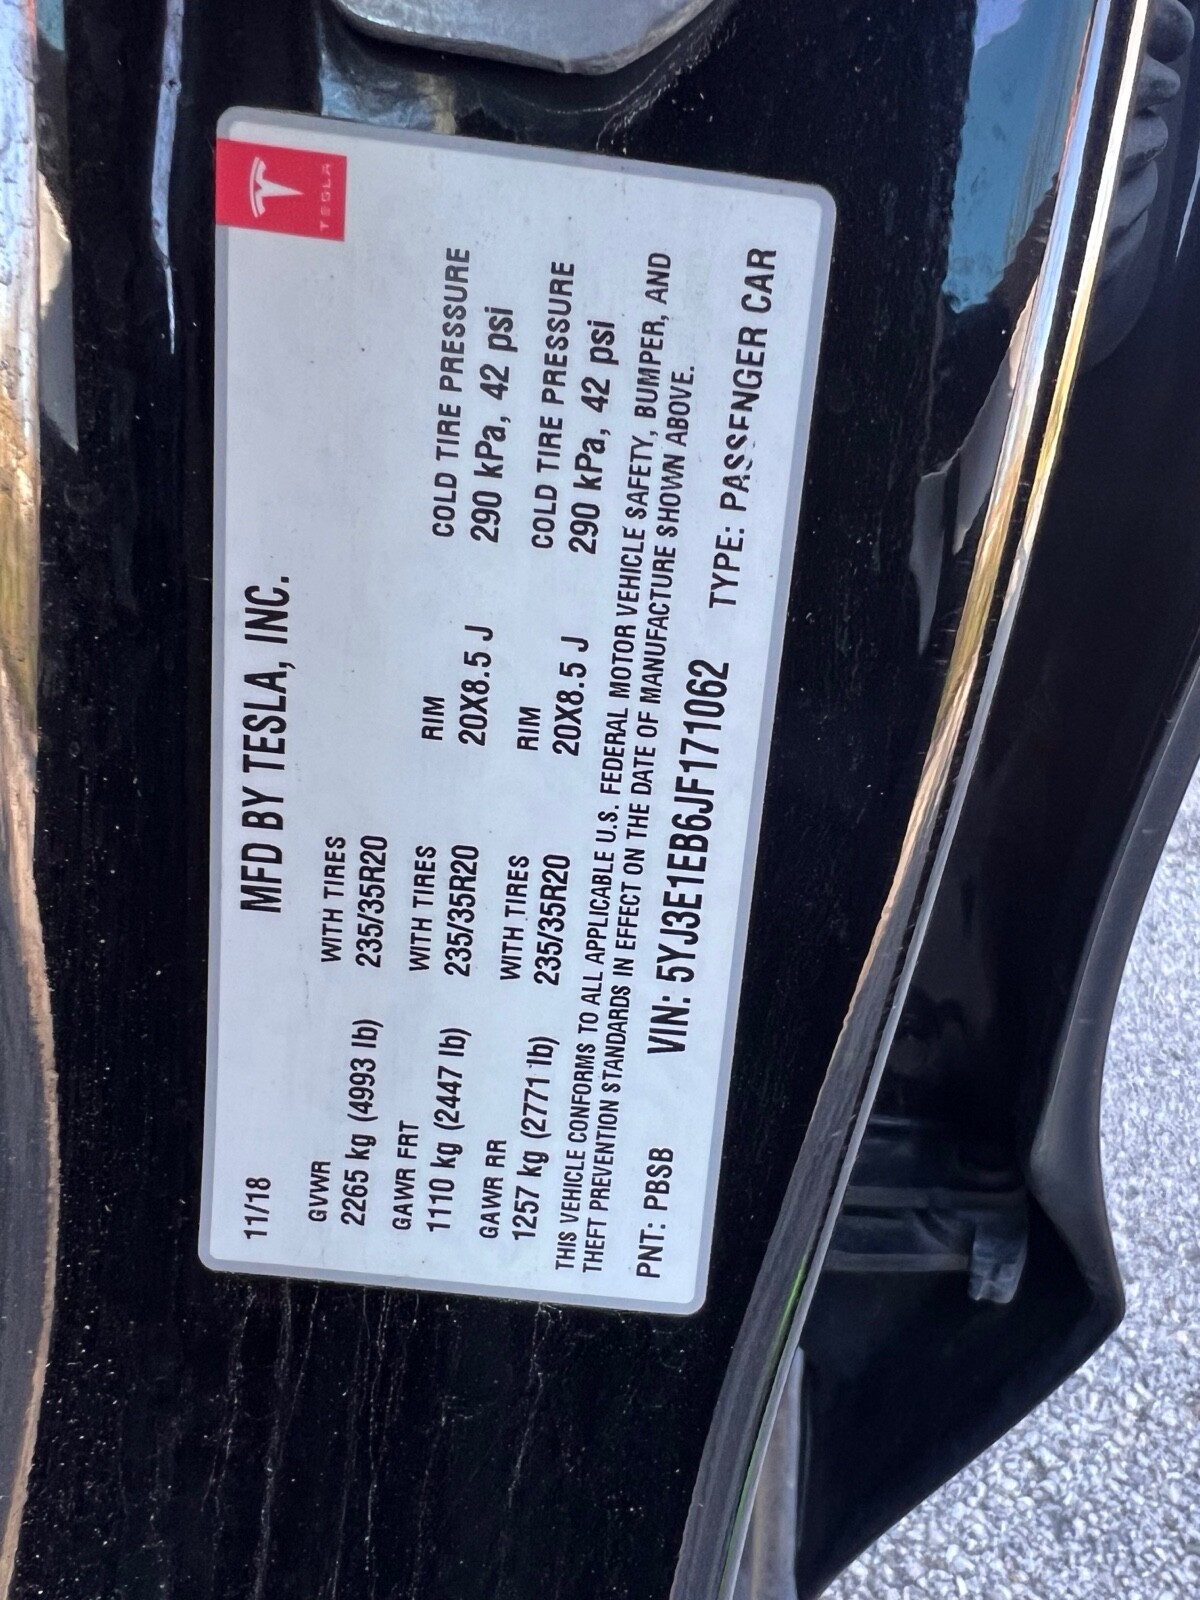 TESLA
11/18 MFD BY TESLA, INC.
GVWR WITH TIRES
2265 kg (4993 lb) 235/35R20
GAWR FRT WITH TIRES RIM COLD TIRE PRESSURE
1110 kg (2447 lb) 235/35R20 20X8.5 J 290 kPa, 42 psi
GAWR RR WITH TIRES RIM COLD TIRE PRESSURE
1257 kg (2771 lb) 235/35R20 20X8.5 J 290 kPa, 42 psi
THIS VEHICLE CONFORMS TO ALL APPLICABLE U.S. FEDERAL MOTOR VEHICLE SAFETY, BUMPER, AND
THEFT PREVENTION STANDARDS IN EFFECT ON THE DATE OF MANUFACTURE SHOWN ABOVE.
PNT: PBSB VIN: 5YJ3E1EB6JF171062 TYPE: PASSENGER CAR